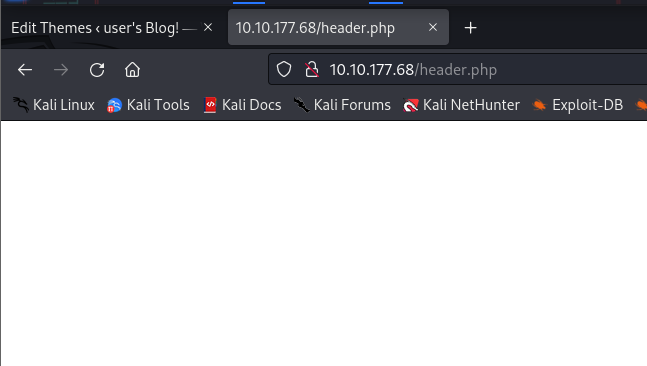 Edit Themes ‹ user's Blog! — 10.10.177.68/header.php
10.10.177.68/header.php
Kali Linux Kali Tools Kali Docs Kali Forums Kali NetHunter Exploit-DB